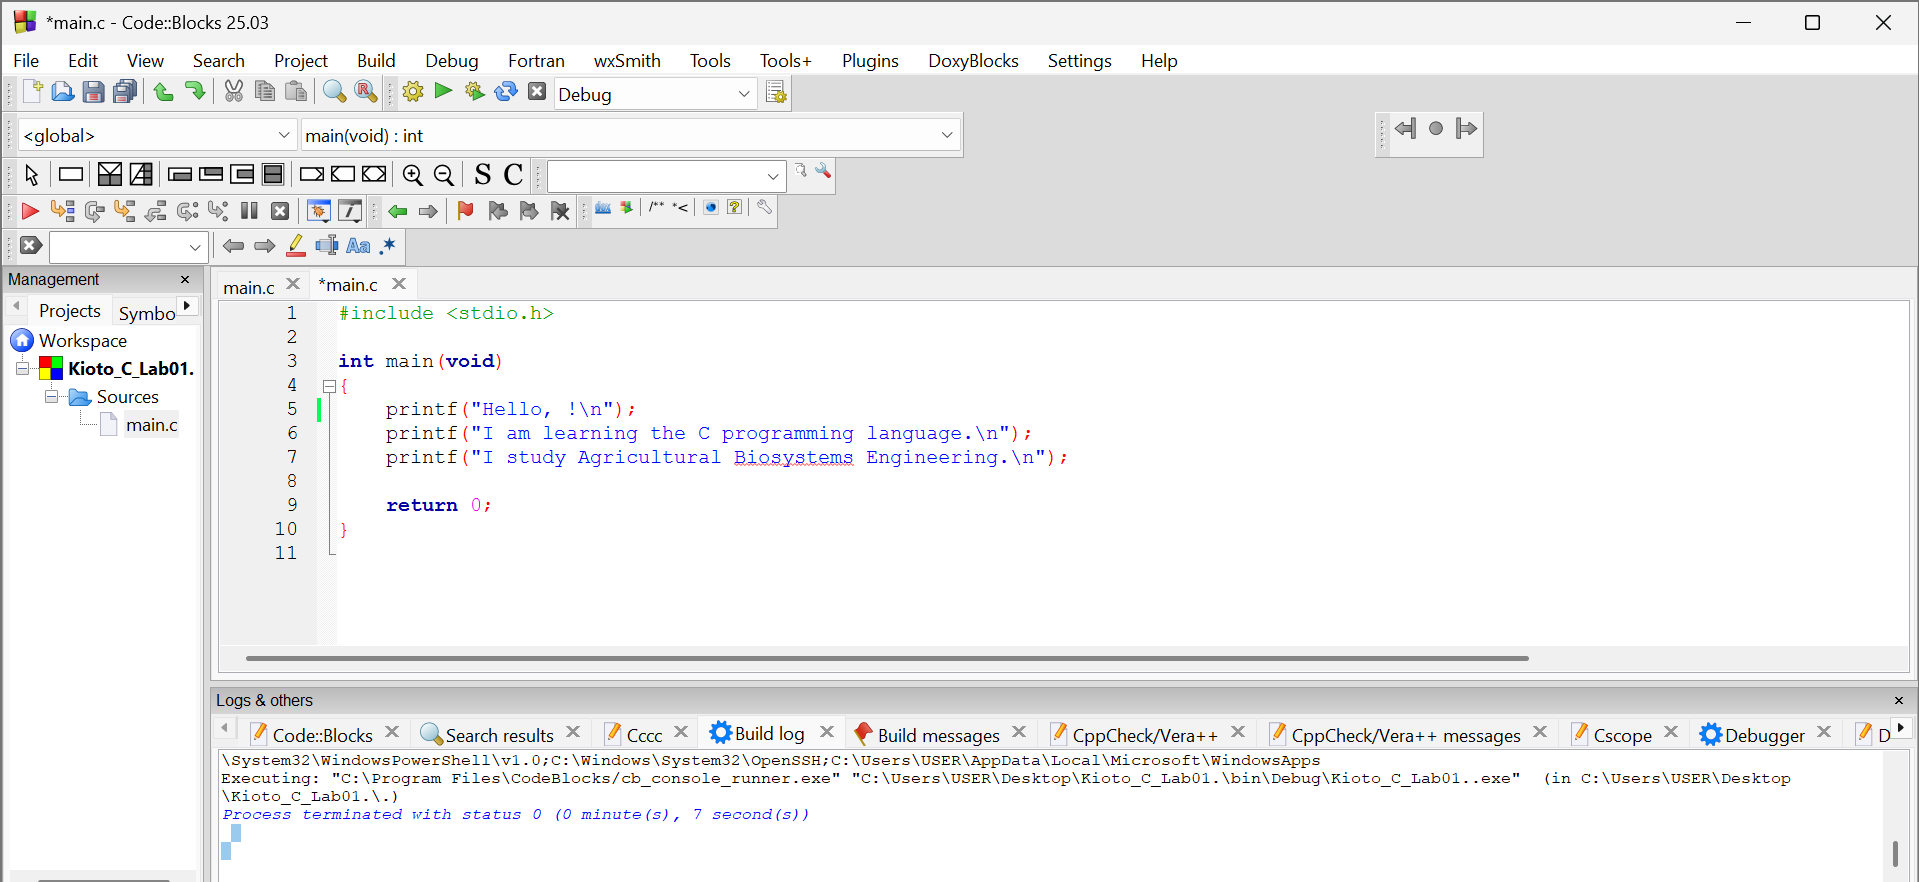 *main.c - Code::Blocks 25.03
File Edit View Search Project Build Debug Fortran wxSmith Tools Tools+ Plugins DoxyBlocks Settings Help
Debug
<global> main(void) : int
S C
/** *<
Aa .*
Management
Projects Symbo
Workspace
Kioto_C_Lab01.
Sources
main.c
main.c *main.c
1 #include <stdio.h>
2
3 int main(void)
4 {
5 printf("Hello, !\n");
6 printf("I am learning the C programming language.\n");
7 printf("I study Agricultural Biosystems Engineering.\n");
8
9 return 0;
10 }
11
Logs & others
Code::Blocks Search results Cccc Build log Build messages CppCheck/Vera++ CppCheck/Vera++ messages Cscope Debugger D
\System32\WindowsPowerShell\v1.0;C:\Windows\System32\OpenSSH;C:\Users\USER\AppData\Local\Microsoft\WindowsApps
Executing: "C:\Program Files\CodeBlocks/cb_console_runner.exe" "C:\Users\USER\Desktop\Kioto_C_Lab01.\bin\Debug\Kioto_C_Lab01..exe" (in C:\Users\USER\Desktop
\Kioto_C_Lab01.\.)
Process terminated with status 0 (0 minute(s), 7 second(s))